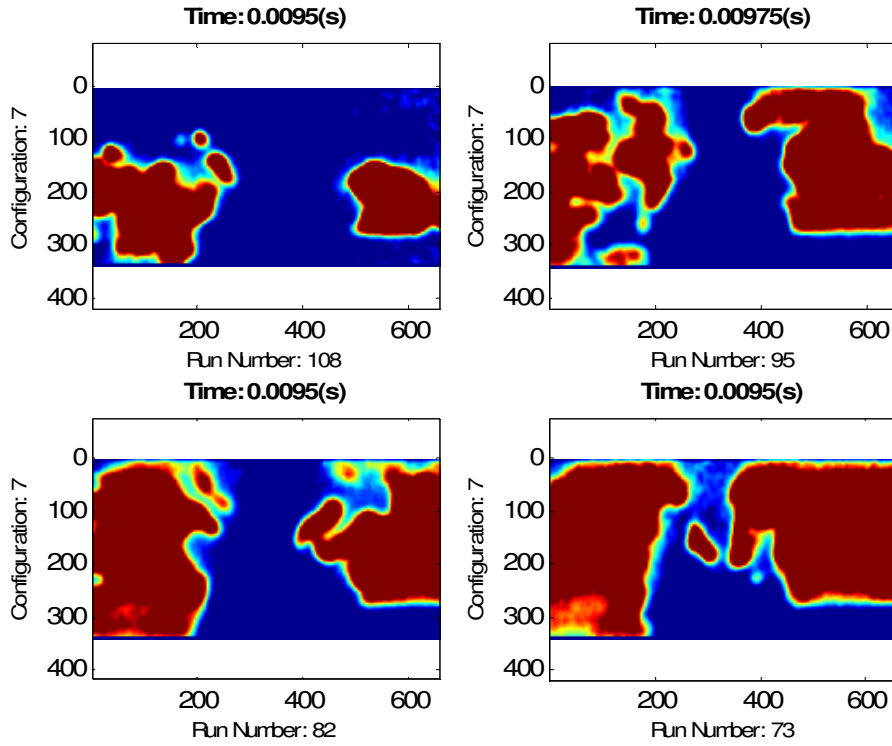 Time: 0.0095(s)
Configuration: 7
0
100
200
300
400
200 400 600
Run Number: 108
Time: 0.00975(s)
Configuration: 7
0
100
200
300
400
200 400 600
Run Number: 95
Time: 0.0095(s)
Configuration: 7
0
100
200
300
400
200 400 600
Run Number: 82
Time: 0.0095(s)
Configuration: 7
0
100
200
300
400
200 400 600
Run Number: 73